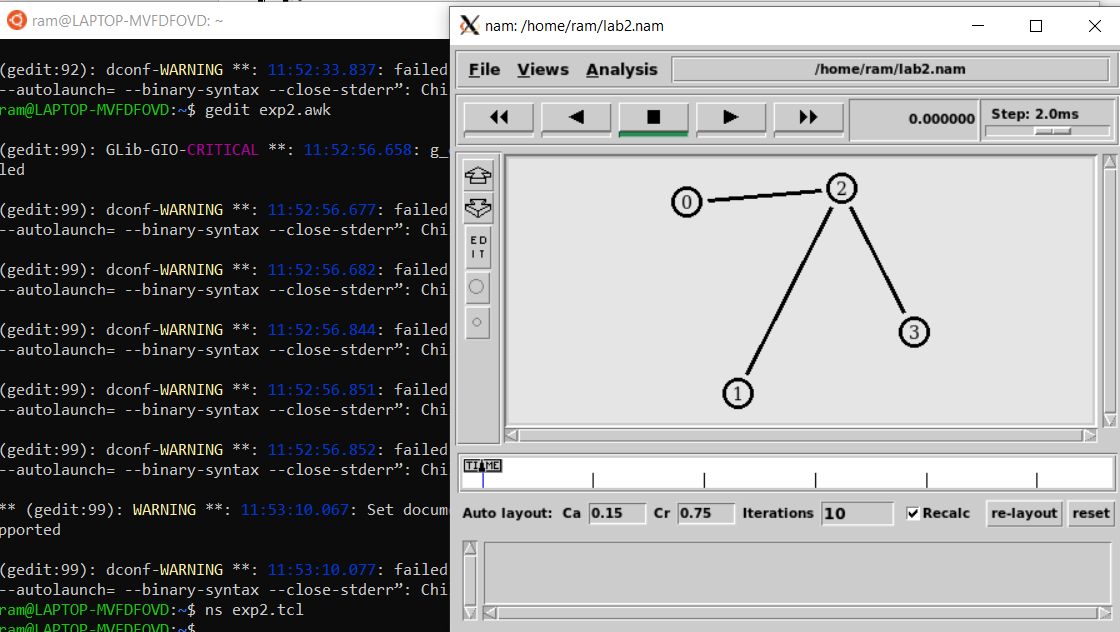 ram@LAPTOP-MVFDFOVD: ~
(gedit:92): dconf-WARNING **: 11:52:33.837: failed
--autolaunch= --binary-syntax --close-stderr”: Chi
ram@LAPTOP-MVFDFOVD:~$ gedit exp2.awk
(gedit:99): GLib-GIO-CRITICAL **: 11:52:56.658: g_
led
(gedit:99): dconf-WARNING **: 11:52:56.677: failed
--autolaunch= --binary-syntax --close-stderr”: Chi
(gedit:99): dconf-WARNING **: 11:52:56.682: failed
--autolaunch= --binary-syntax --close-stderr”: Chi
(gedit:99): dconf-WARNING **: 11:52:56.844: failed
--autolaunch= --binary-syntax --close-stderr”: Chi
(gedit:99): dconf-WARNING **: 11:52:56.851: failed
--autolaunch= --binary-syntax --close-stderr”: Chi
(gedit:99): dconf-WARNING **: 11:52:56.852: failed
--autolaunch= --binary-syntax --close-stderr”: Chi
** (gedit:99): WARNING **: 11:53:10.067: Set docum
pported
(gedit:99): dconf-WARNING **: 11:53:10.077: failed
--autolaunch= --binary-syntax --close-stderr”: Chi
ram@LAPTOP-MVFDFOVD:~$ ns exp2.tcl
ram@LAPTOP-MVFDFOVD:~$
nam: /home/ram/lab2.nam
File Views Analysis /home/ram/lab2.nam
0.000000 Step: 2.0ms
ED
IT
0
2
3
1
TIME
Auto layout: Ca 0.15 Cr 0.75 Iterations 10 Recalc re-layout reset